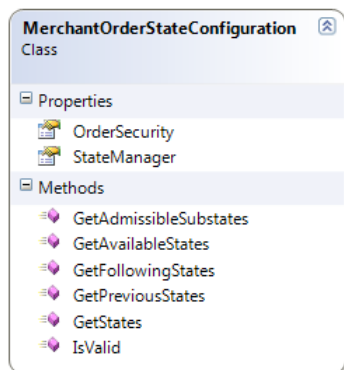 MerchantOrderStateConfiguration
Class
Properties
OrderSecurity
StateManager
Methods
GetAdmissibleSubstates
GetAvailableStates
GetFollowingStates
GetPreviousStates
GetStates
IsValid